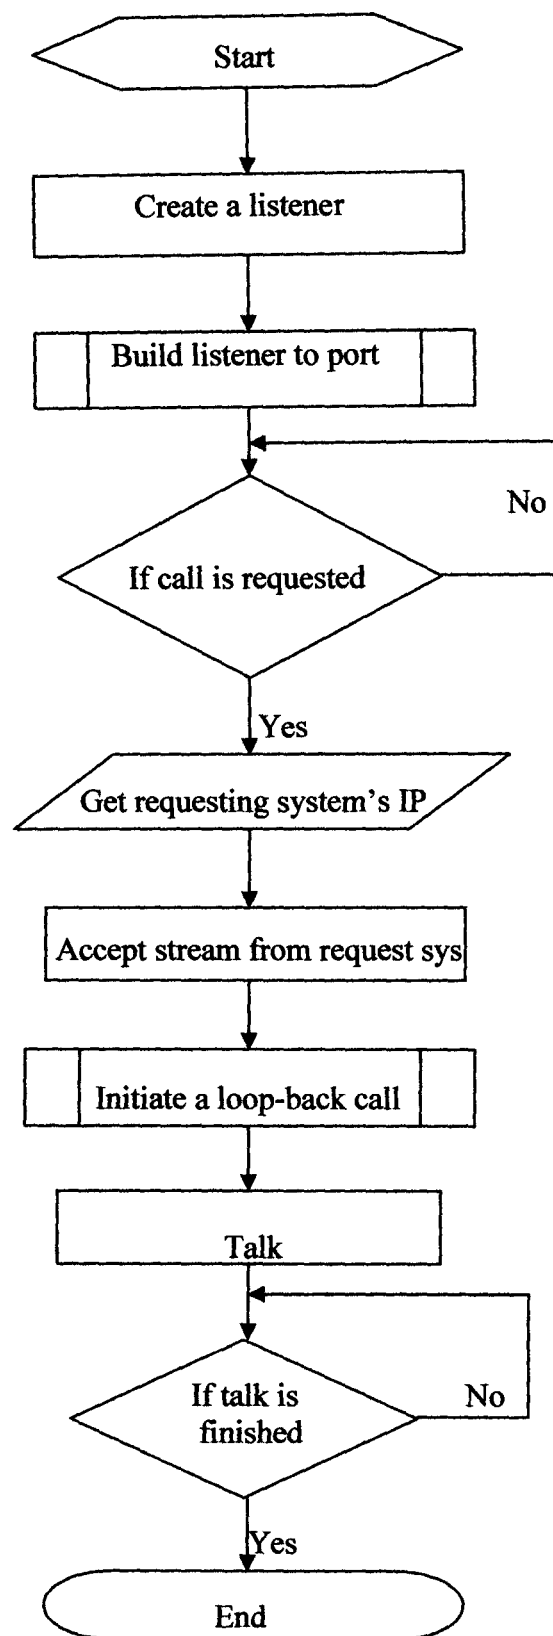 Start
Create a listener
Build listener to port
No
If call is requested
Yes
Get requesting system's IP
Accept stream from request sys
Initiate a loop-back call
Talk
If talk is
No
finished
Yes
End